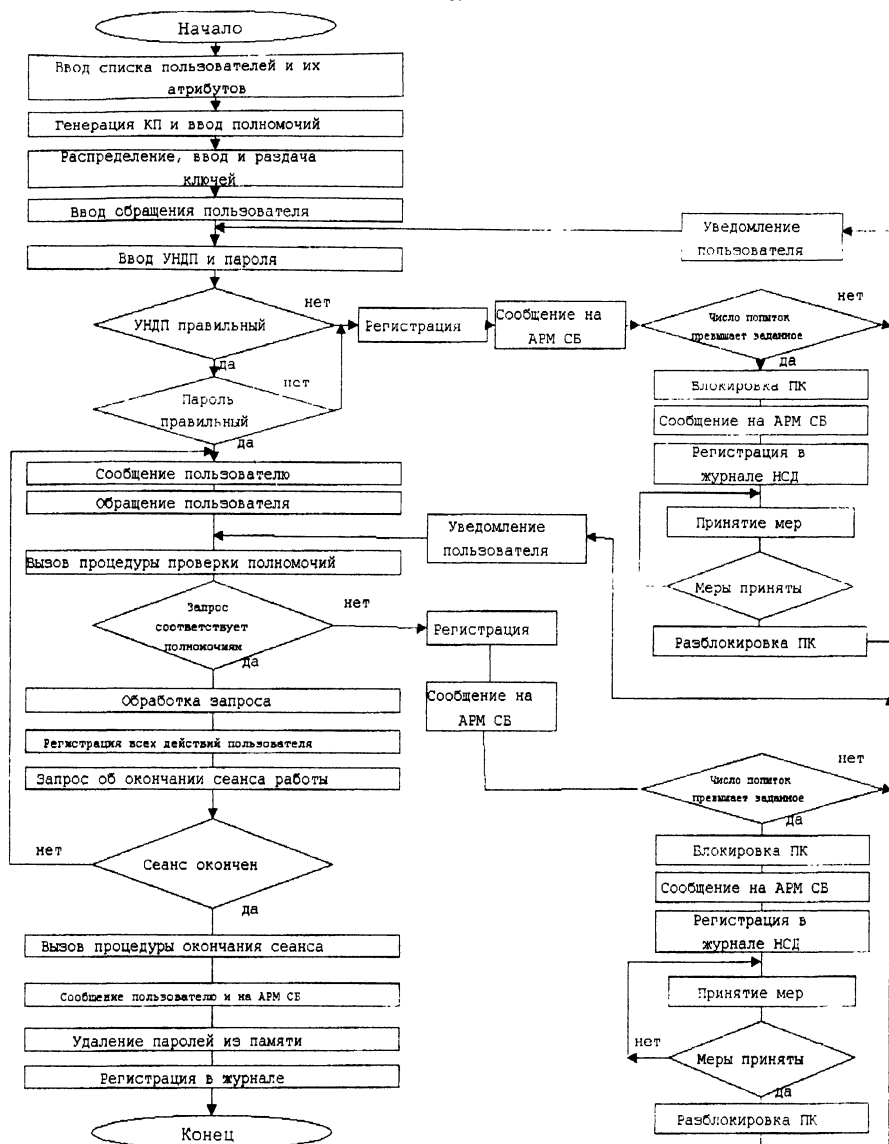 Начало
Ввод списка пользователей и их
атрибутов
Генерация КП и ввод полномочий
Распределение, ввод и раздача
ключей
Ввод обращения пользователя
Уведомление
пользователя
Ввод УНДП и пароля
УНДП правильный
нет
да
Регистрация
Сообщение на
АРМ СБ
Число попыток
превышает заданное
нет
да
Пароль
правильный
нет
да
Блокировка ПК
Сообщение на АРМ СБ
Регистрация в
журнале НСД
Принятие мер
Меры приняты
Разблокировка ПК
Сообщение пользователю
Обращение пользователя
Уведомление
пользователя
Вызов процедуры проверки полномочий
Запрос
соответствует
полномочиям
нет
да
Регистрация
Сообщение на
АРМ СБ
Обработка запроса
Регистрация всех действий пользователя
Запрос об окончании сеанса работы
Число попыток
превышает заданное
нет
да
Сеанс окончен
нет
да
Блокировка ПК
Сообщение на АРМ СБ
Регистрация в
журнале НСД
Принятие мер
Меры приняты
нет
да
Разблокировка ПК
Вызов процедуры окончания сеанса
Сообщение пользователю и на АРМ СБ
Удаление паролей из памяти
Регистрация в журнале
Конец